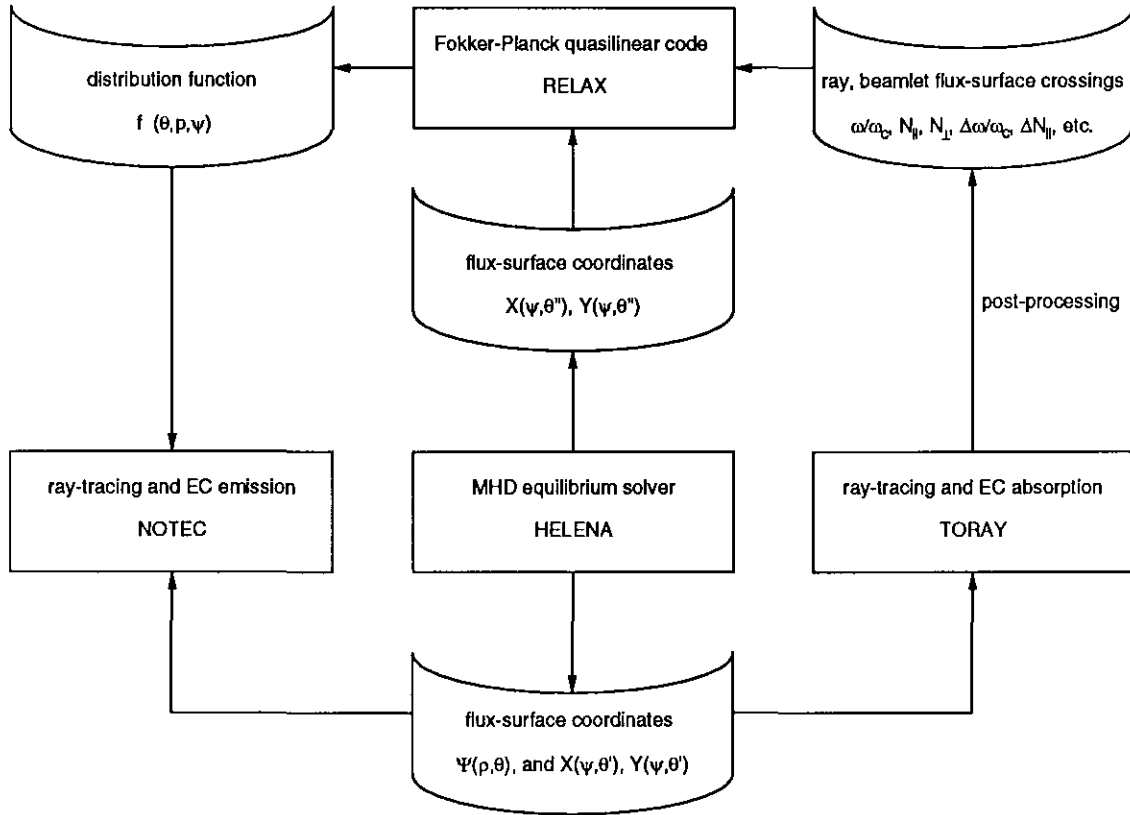 distribution function
f (θ,p,ψ)
Fokker-Planck quasilinear code
RELAX
ray, beamlet flux-surface crossings
ω/ω_c, N_∥, N_⊥, Δω/ω_c, ΔN_∥, etc.
flux-surface coordinates
X(ψ,θ"), Y(ψ,θ")
post-processing
ray-tracing and EC emission
NOTEC
MHD equilibrium solver
HELENA
ray-tracing and EC absorption
TORAY
flux-surface coordinates
Ψ(ρ,θ), and X(ψ,θ'), Y(ψ,θ')